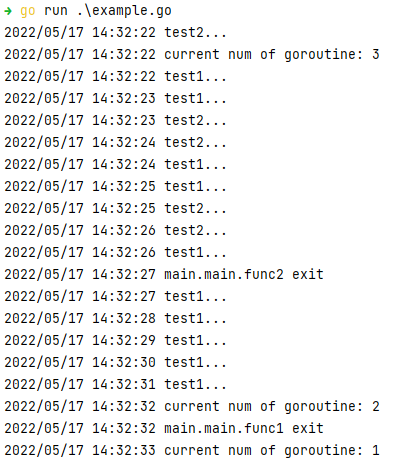 → go run .\example.go
2022/05/17 14:32:22 test2...
2022/05/17 14:32:22 current num of goroutine: 3
2022/05/17 14:32:22 test1...
2022/05/17 14:32:23 test1...
2022/05/17 14:32:23 test2...
2022/05/17 14:32:24 test2...
2022/05/17 14:32:24 test1...
2022/05/17 14:32:25 test1...
2022/05/17 14:32:25 test2...
2022/05/17 14:32:26 test2...
2022/05/17 14:32:26 test1...
2022/05/17 14:32:27 main.main.func2 exit
2022/05/17 14:32:27 test1...
2022/05/17 14:32:28 test1...
2022/05/17 14:32:29 test1...
2022/05/17 14:32:30 test1...
2022/05/17 14:32:31 test1...
2022/05/17 14:32:32 current num of goroutine: 2
2022/05/17 14:32:32 main.main.func1 exit
2022/05/17 14:32:33 current num of goroutine: 1